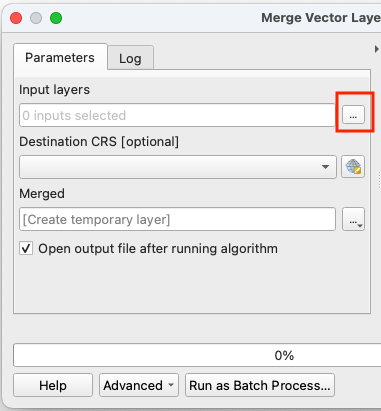 Merge Vector Laye
Parameters
Log
Input layers
0 inputs selected
...
Destination CRS [optional]
Merged
[Create temporary layer]
...
Open output file after running algorithm
0%
Help
Advanced
Run as Batch Process...